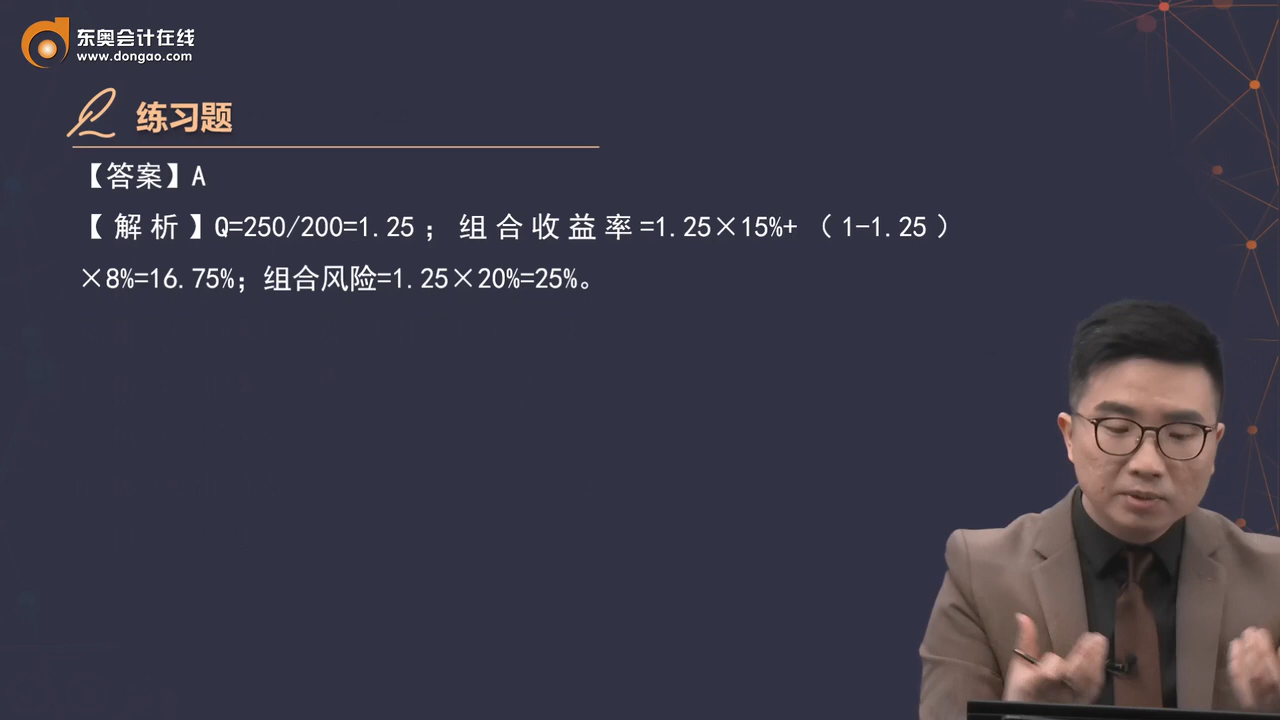 东奥会计在线
www.dongao.com
练习题
【答案】A
【解析】Q=250/200=1.25；组合收益率=1.25×15%+（1-1.25）
×8%=16.75%；组合风险=1.25×20%=25%。